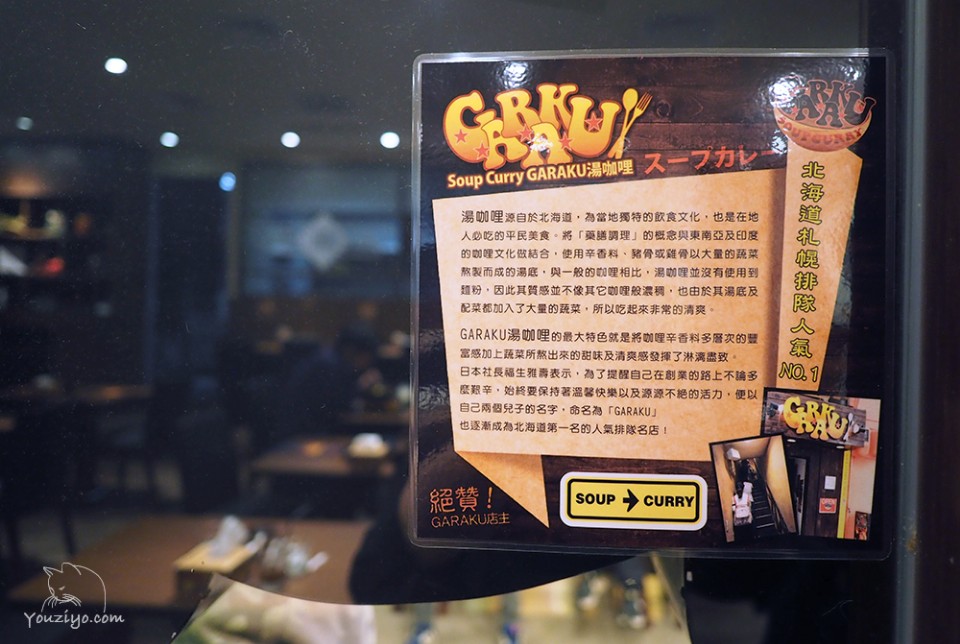 GARAKU
Soup Curry GARAKU湯咖哩
スープカレー
GARAKU
SOUP CURRY
北海道札幌排隊人氣
NO.1
湯咖哩源自於北海道，為當地獨特的飲食文化，也是在地
人必吃的平民美食。將「藥膳調理」的概念與東南亞及印度
的咖哩文化做結合，使用辛香料、豬骨或雞骨以大量的蔬菜
熬製而成的湯底，與一般的咖哩相比，湯咖哩並沒有使用到
麵粉，因此其質感並不像其它咖哩般濃稠，也由於其湯底及
配菜都加入了大量的蔬菜，所以吃起來非常的清爽。
GARAKU湯咖哩的最大特色就是將咖哩辛香料多層次的豐
富感加上蔬菜所熬出來的甜味及清爽感發揮了淋漓盡致。
日本社長福生雅壽表示，為了提醒自己在創業的路上不論多
麼艱辛，始終要保持著溫馨快樂以及源源不絕的活力，便以
自己兩個兒子的名字，命名為「GARAKU」
也逐漸成為北海道第一名的人氣排隊名店！
GARAKU
絕贊！
GARAKU店主
SOUP → CURRY
Youziyo.com